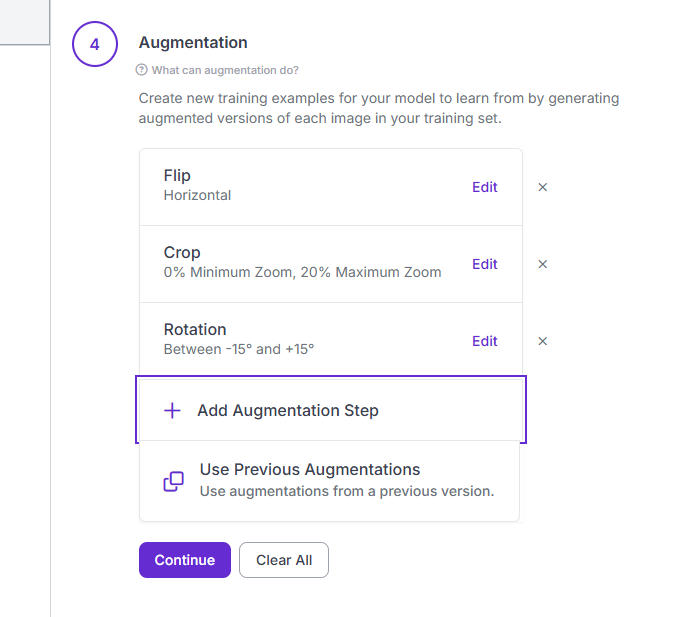 4
Augmentation
What can augmentation do?
Create new training examples for your model to learn from by generating
augmented versions of each image in your training set.
Flip
Horizontal
Edit
×
Crop
0% Minimum Zoom, 20% Maximum Zoom
Edit
×
Rotation
Between -15° and +15°
Edit
×
+ Add Augmentation Step
Use Previous Augmentations
Use augmentations from a previous version.
Continue
Clear All